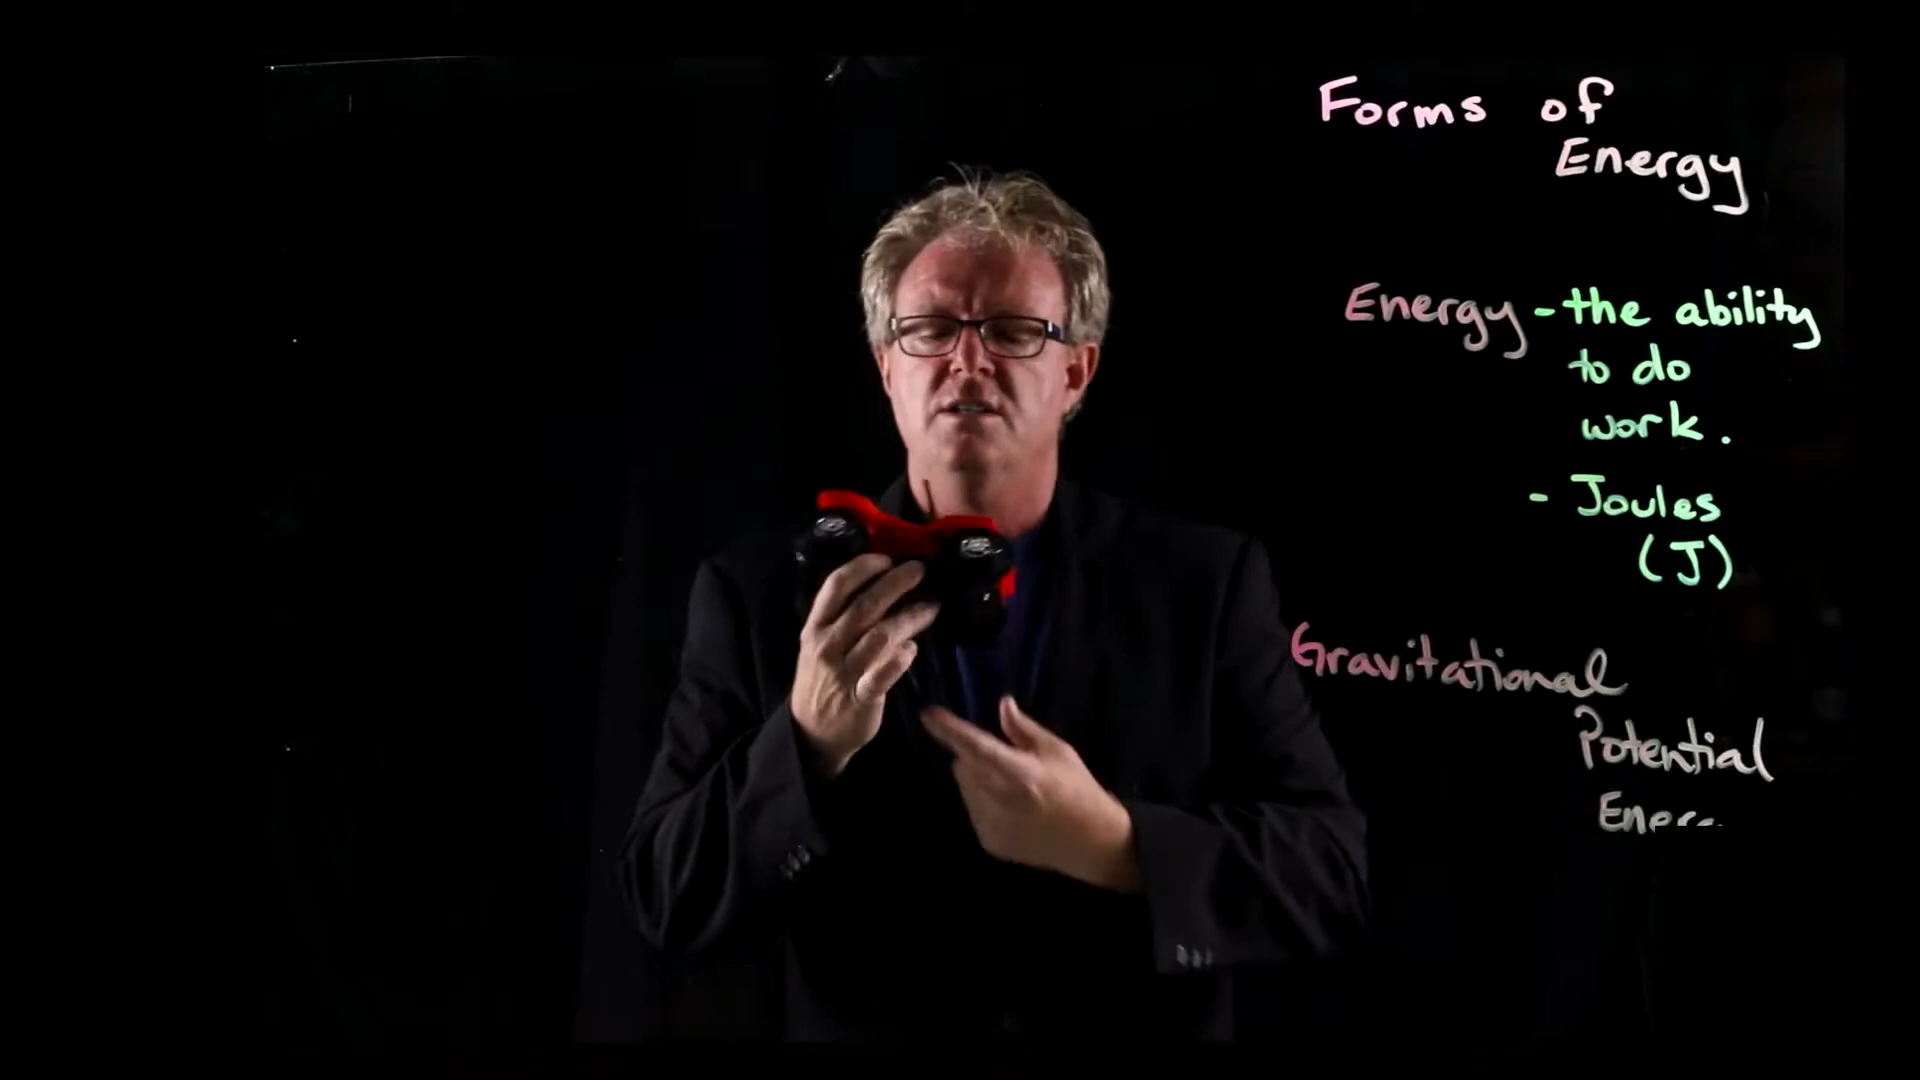 Forms of
Energy
Energy - the ability
to do
work.
- Joules
(J)
Gravitational
Potential